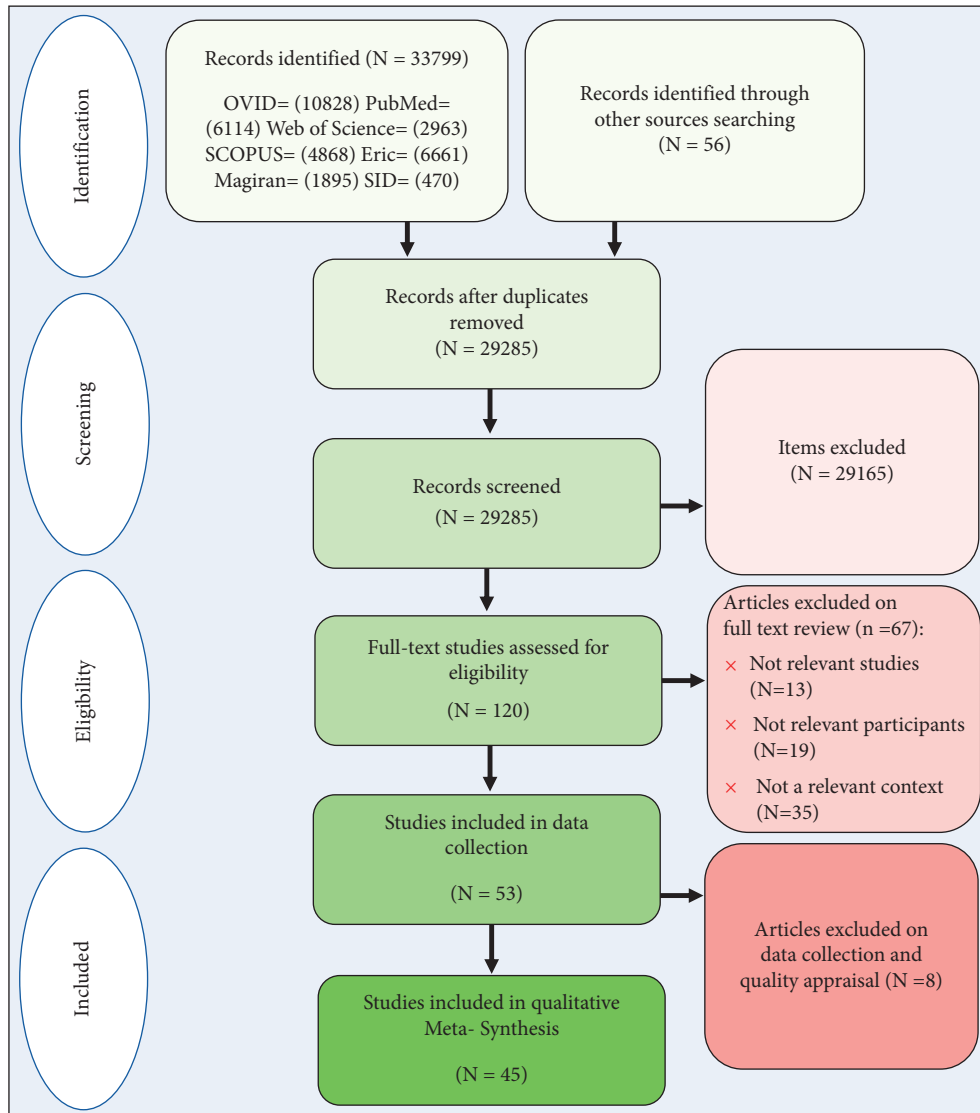 Identification
Records identified (N = 33799)
OVID= (10828) PubMed=
(6114) Web of Science= (2963)
SCOPUS= (4868) Eric= (6661)
Magiran= (1895) SID= (470)
Records identified through
other sources searching
(N = 56)
Records after duplicates
removed
(N = 29285)
Screening
Records screened
(N = 29285)
Items excluded
(N = 29165)
Eligibility
Full-text studies assessed for
eligibility
(N = 120)
Articles excluded on
full text review (n =67):
× Not relevant studies
(N=13)
× Not relevant participants
(N=19)
× Not a relevant context
(N=35)
Studies included in data
collection
(N = 53)
Included
Articles excluded on
data collection and
quality appraisal (N =8)
Studies included in qualitative
Meta- Synthesis
(N = 45)